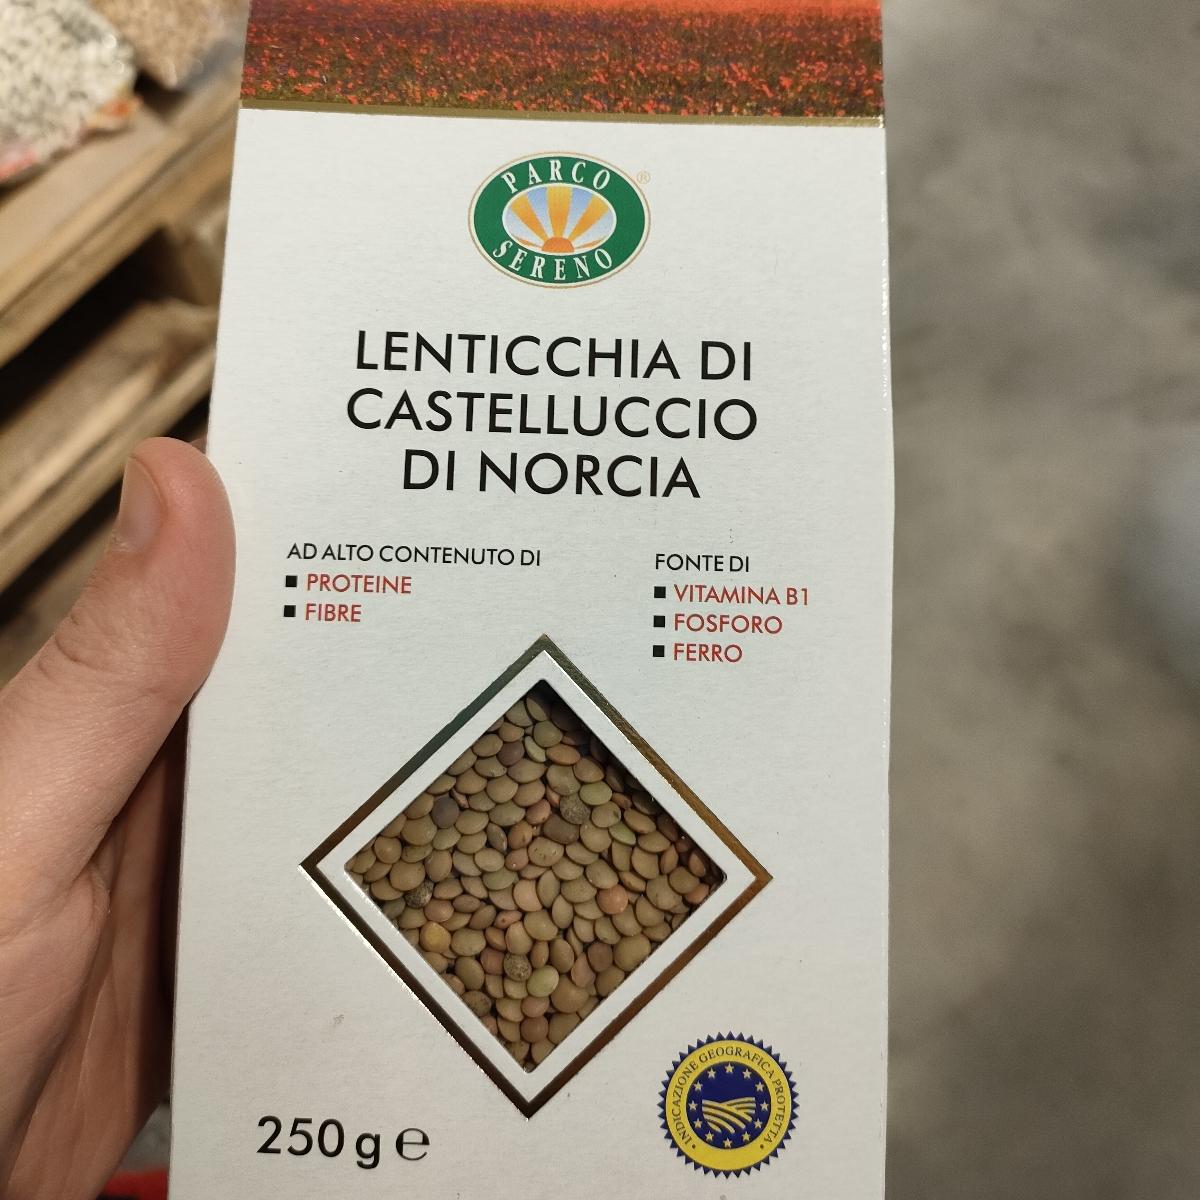 PARCO
SERENO
®
LENTICCHIA DI
CASTELLUCCIO
DI NORCIA
AD ALTO CONTENUTO DI
■ PROTEINE
■ FIBRE
FONTE DI
■ VITAMINA B1
■ FOSFORO
■ FERRO
250 g ℮
INDICAZIONE GEOGRAFICA PROTETTA